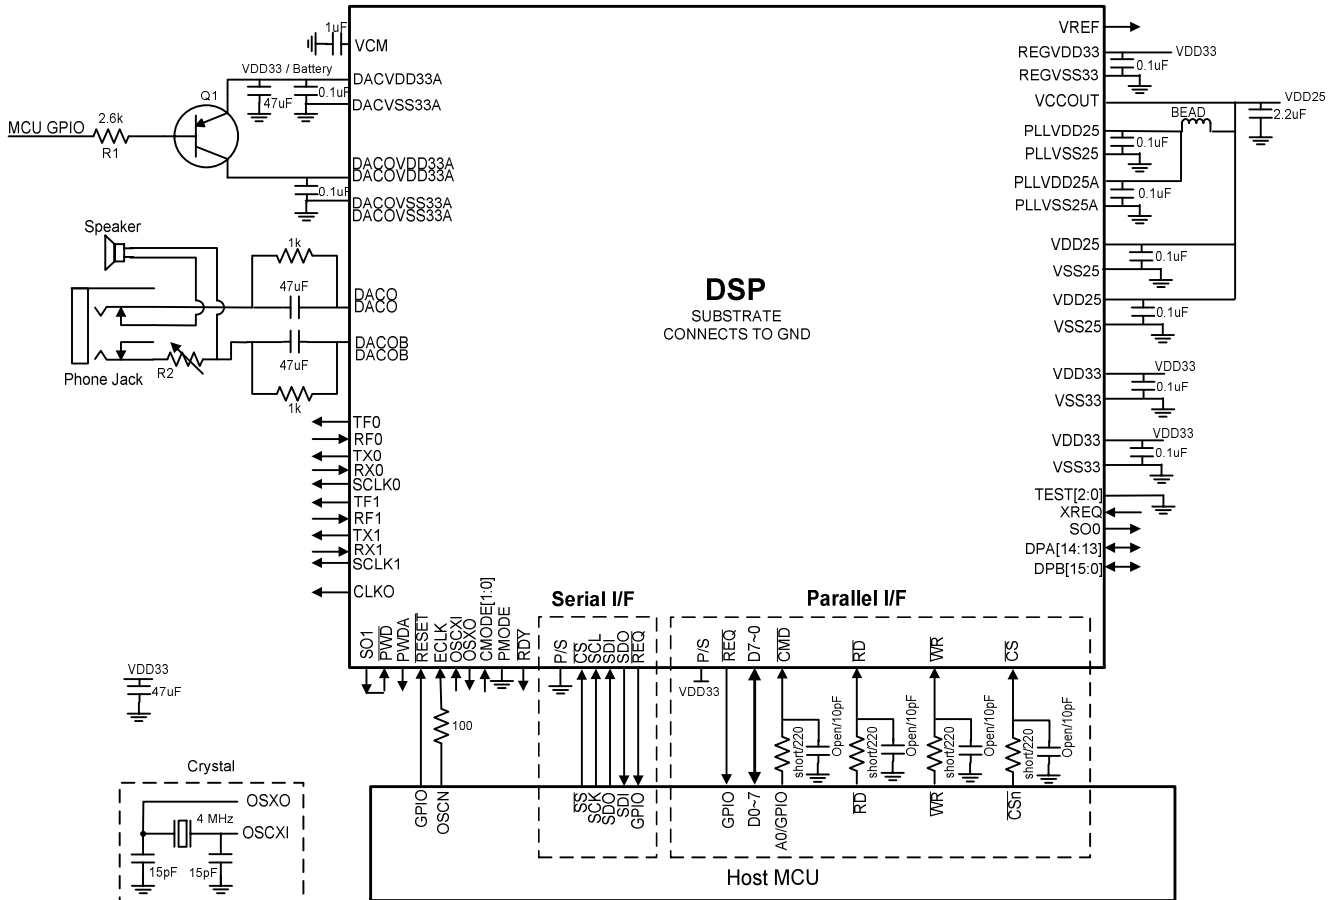 1uF
VCM
VDD33 / Battery
DACVDD33A
47uF
0.1uF
DACVSS33A
Q1
MCU GPIO
2.6k
R1
DACOVDD33A
DACOVDD33A
0.1uF
DACOVSS33A
DACOVSS33A
Speaker
1k
47uF
DACO
DACO
DACOB
DACOB
47uF
R2
Phone Jack
1k
TF0
RF0
TX0
RX0
SCLK0
TF1
RF1
TX1
RX1
SCLK1
CLKO
DSP
SUBSTRATE
CONNECTS TO GND
VREF
REGVDD33
VDD33
0.1uF
REGVSS33
VCCOUT
VDD25
BEAD
2.2uF
PLLVDD25
0.1uF
PLLVSS25
PLLVDD25A
0.1uF
PLLVSS25A
VDD25
0.1uF
VSS25
VDD25
0.1uF
VSS25
VDD33
VDD33
0.1uF
VSS33
VDD33
VDD33
0.1uF
VSS33
TEST[2:0]
XREQ
SO0
DPA[14:13]
DPB[15:0]
SO1
PWD
PWDA
RESET
ECLK
OSCXI
OSXO
CMODE[1:0]
PMODE
RDY
Serial I/F
P/S
CS
SCL
SDI
SDO
REQ
Parallel I/F
P/S
REQ
D7~0
CMD
RD
WR
CS
VDD33
100
short/220
Open/10pF
short/220
Open/10pF
short/220
Open/10pF
short/220
Open/10pF
GPIO
OSCN
SS
SCK
SDO
SDI
GPIO
GPIO
D0~7
A0/GPIO
RD
WR
CSn
Host MCU
VDD33
47uF
Crystal
OSXO
4 MHz
OSCXI
15pF
15pF